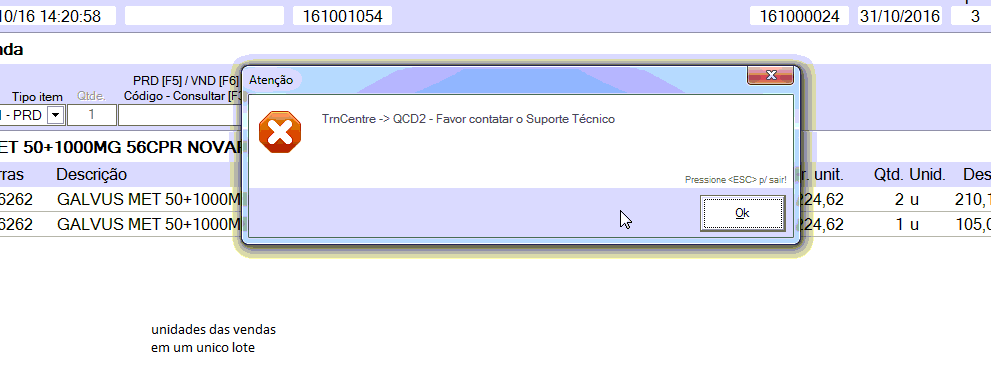 0/16 14:20:58 161001054 161000024 31/10/2016 3
nda
PRD [F5] / VND [F6]
Tipo item Qtde. Código - Consultar [F3
- PRD 1
ET 50+1000MG 56CPR NOVAR
Atenção
TrnCentre -> QCD2 - Favor contatar o Suporte Técnico
Pressione <ESC> p/ sair!
Ok
rras Descrição r. unit. Qtd. Unid. Des
6262 GALVUS MET 50+1000M 224,62 2 u 210,1
6262 GALVUS MET 50+1000M 224,62 1 u 105,0
unidades das vendas
em um unico lote